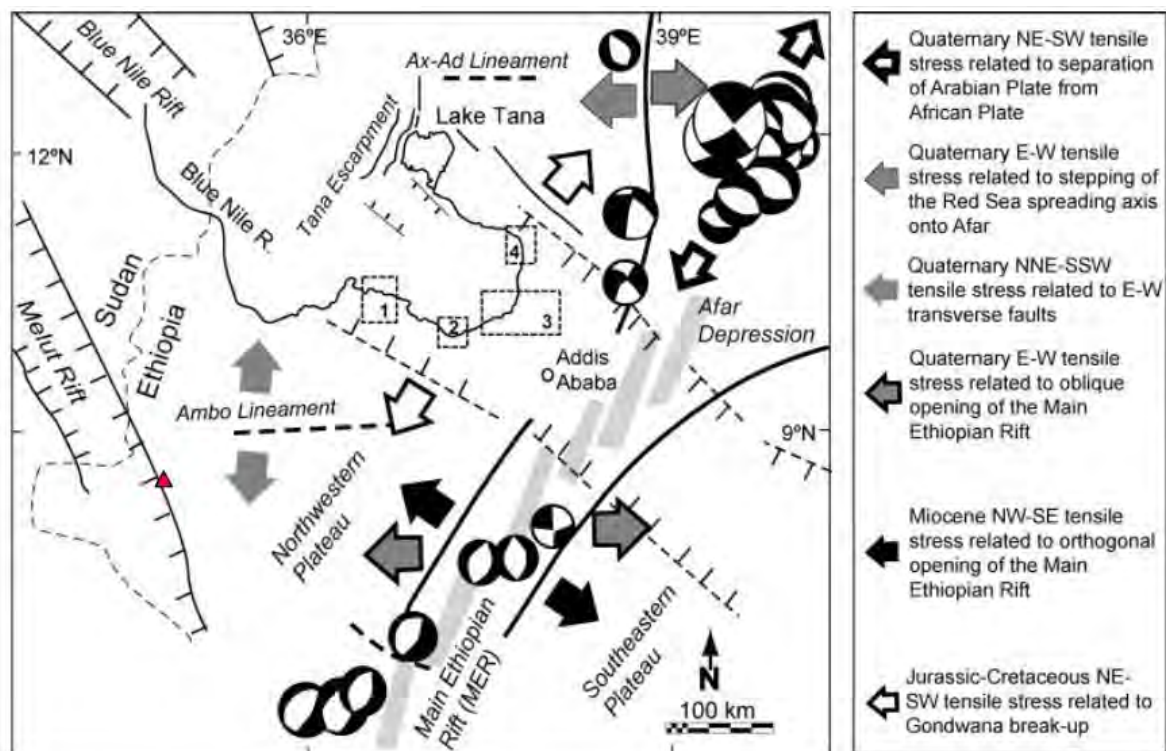 36ºE
39ºE
Blue Nile Rift
Blue Nile Rift
Ax-Ad Lineament
Lake Tana
12ºN
Tana Escarpment
Blue Nile R.
4
1
2
3
Sudan
Ethiopia
Melut Rift
Afar
Depression
Addis
Ababa
Ambo Lineament
9ºN
Northwestern
Plateau
Main Ethiopian
Rift (MER)
Southeastern
Plateau
N
100 km
Quaternary NE-SW tensile
stress related to separation
of Arabian Plate from
African Plate
Quaternary E-W tensile
stress related to stepping of
the Red Sea spreading axis
onto Afar
Quaternary NNE-SSW
tensile stress related to E-W
transverse faults
Quaternary E-W tensile
stress related to oblique
opening of the Main
Ethiopian Rift
Miocene NW-SE tensile
stress related to orthogonal
opening of the Main
Ethiopian Rift
Jurassic-Cretaceous NE-
SW tensile stress related to
Gondwana break-up